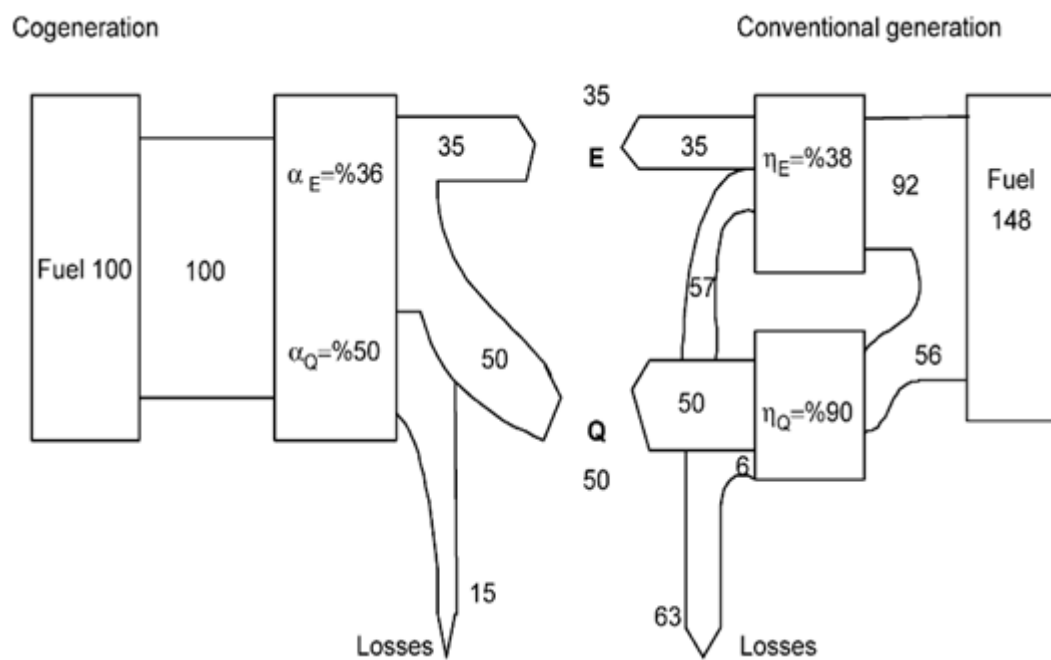 Cogeneration
Conventional generation
35
35
E
35
α E=%36
ηE=%38
92
Fuel
148
Fuel 100
100
57
αQ=%50
50
50
ηQ=%90
56
Q
50
6
15
63
Losses
Losses